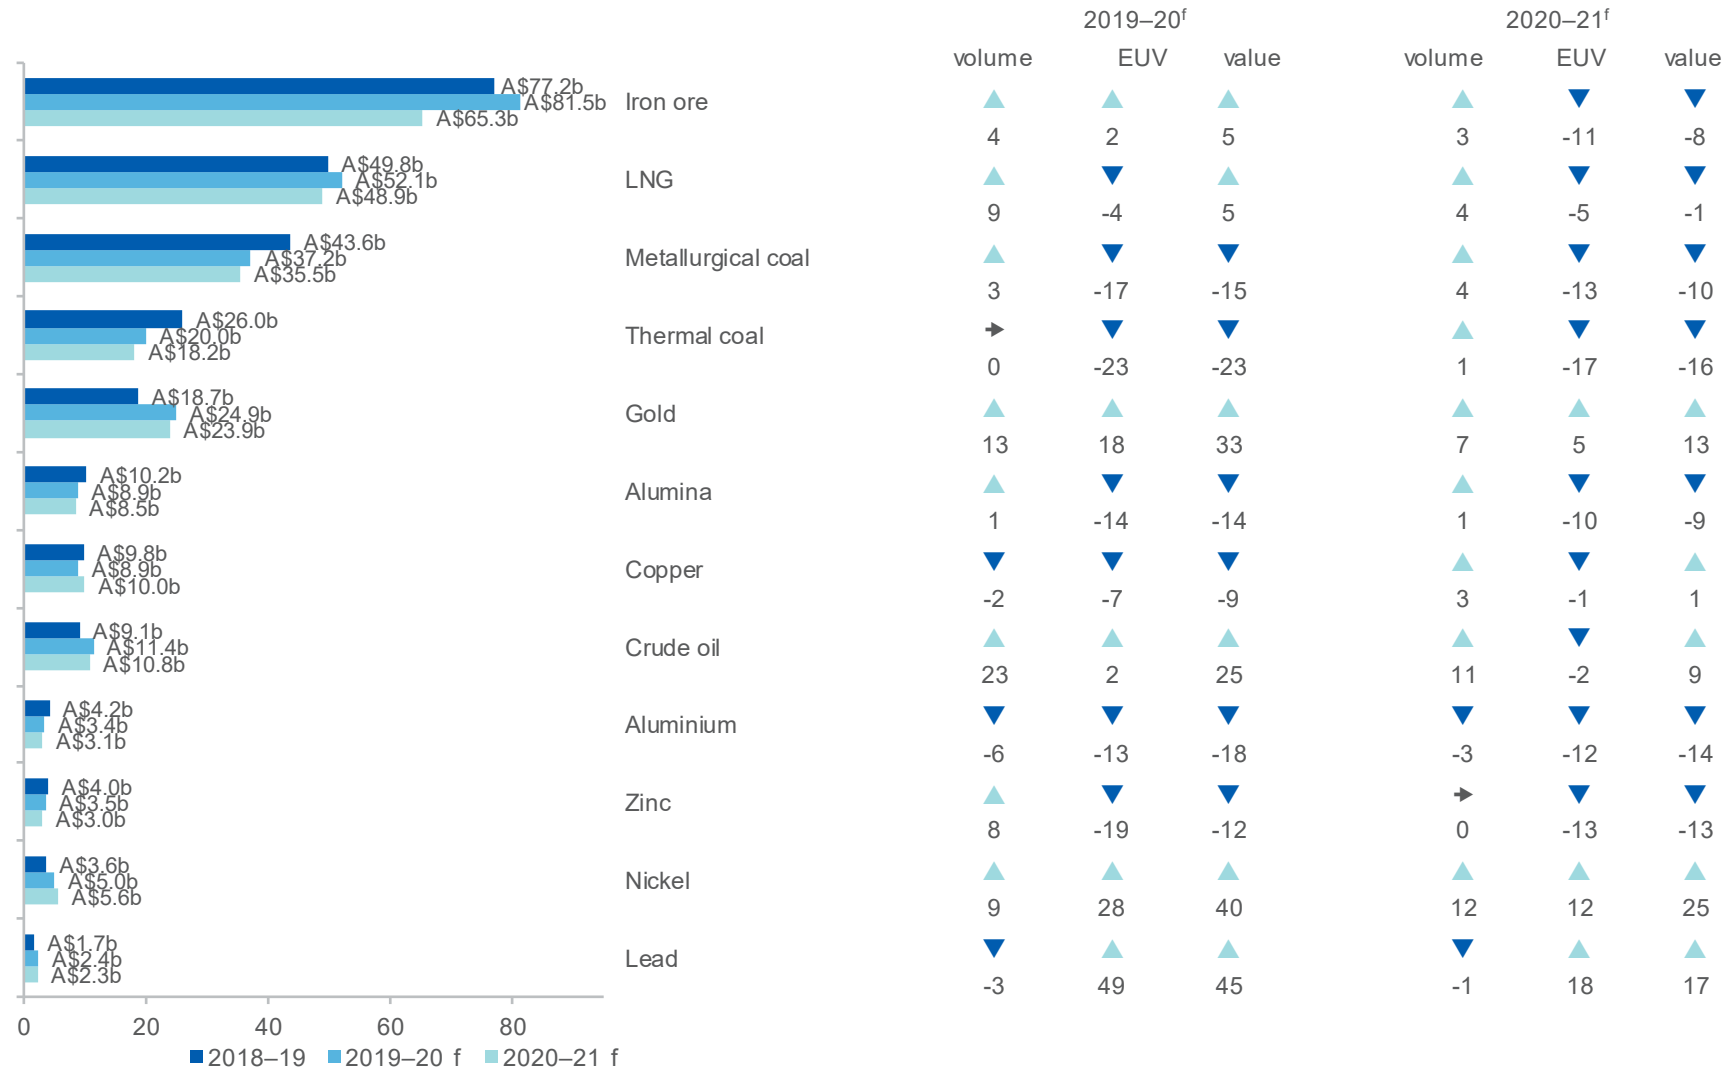 2019–20f 2020–21f
volume EUV value volume EUV value
A$77.2b
A$81.5b
A$65.3b
Iron ore
4 2 5 3 -11 -8
A$49.8b
A$52.1b
A$48.9b
LNG
9 -4 5 4 -5 -1
A$43.6b
A$37.2b
A$35.5b
Metallurgical coal
3 -17 -15 4 -13 -10
A$26.0b
A$20.0b
A$18.2b
Thermal coal
0 -23 -23 1 -17 -16
A$18.7b
A$24.9b
A$23.9b
Gold
13 18 33 7 5 13
A$10.2b
A$8.9b
A$8.5b
Alumina
1 -14 -14 1 -10 -9
A$9.8b
A$8.9b
A$10.0b
Copper
-2 -7 -9 3 -1 1
A$9.1b
A$11.4b
A$10.8b
Crude oil
23 2 25 11 -2 9
A$4.2b
A$3.4b
A$3.1b
Aluminium
-6 -13 -18 -3 -12 -14
A$4.0b
A$3.5b
A$3.0b
Zinc
8 -19 -12 0 -13 -13
A$3.6b
A$5.0b
A$5.6b
Nickel
9 28 40 12 12 25
A$1.7b
A$2.4b
A$2.3b
Lead
-3 49 45 -1 18 17
0 20 40 60 80
2018–19 2019–20 f 2020–21 f